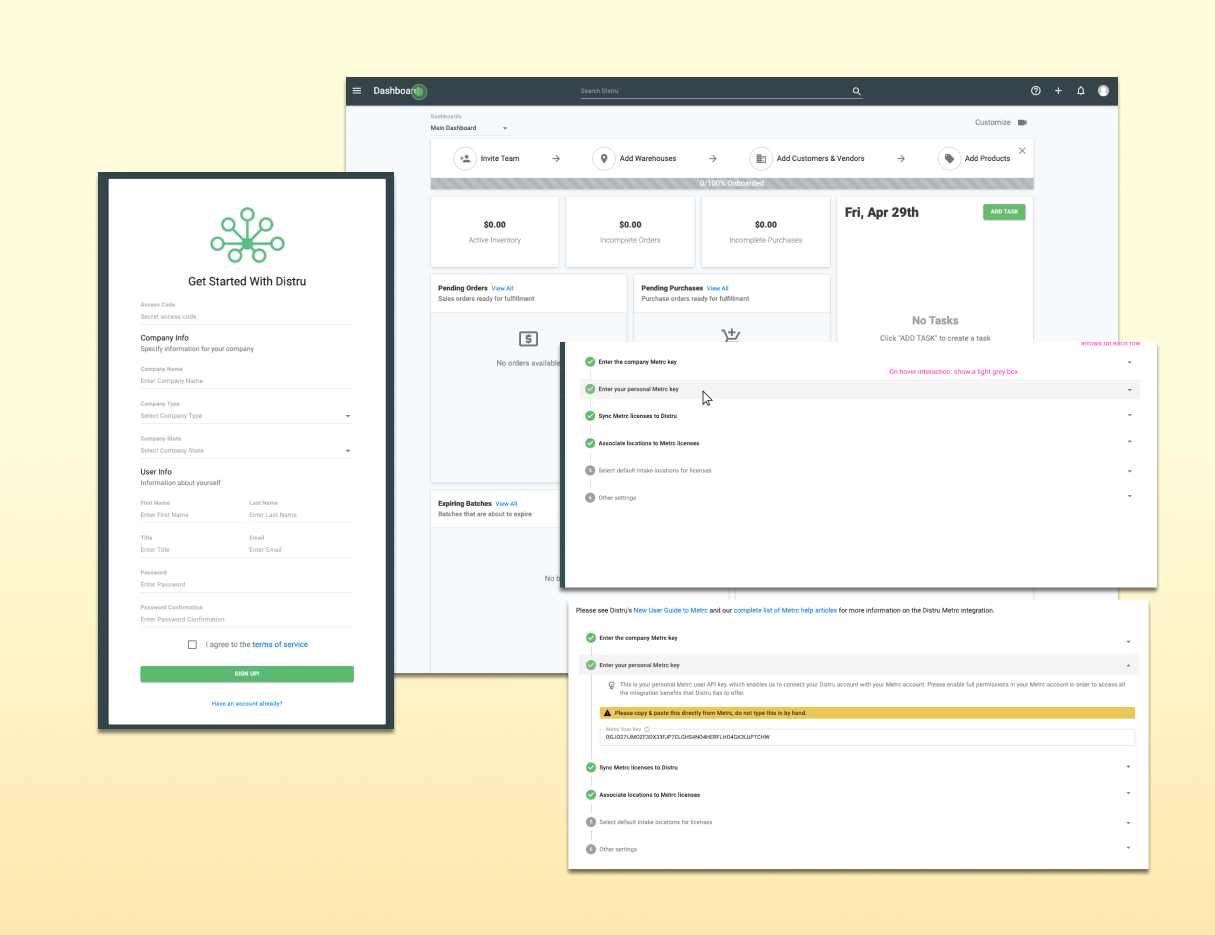 Dashboard
Search Distru
Dashboards
Main Dashboard
Customize
Invite Team
Add Warehouses
Add Customers & Vendors
Add Products
0/100% Onboarded
$0.00
Active Inventory
$0.00
Incomplete Orders
$0.00
Incomplete Purchases
Fri, Apr 29th
ADD TASK
No Tasks
Click "ADD TASK" to create a task
Pending Orders View All
Sales orders ready for fulfillment
No orders available
Pending Purchases View All
Purchase orders ready for fulfillment
Expiring Batches View All
Batches that are about to expire
No b
Get Started With Distru
Access Code
Secret access code
Company Info
Specify information for your company
Company Name
Enter Company Name
Company Type
Select Company Type
Company State
Select Company State
User Info
Information about yourself
First Name
Enter First Name
Last Name
Enter Last Name
Title
Enter Title
Email
Enter Email
Password
Enter Password
Password Confirmation
Enter Password Confirmation
I agree to the terms of service
SIGN UP!
Have an account already?
arrows on each row
Enter the company Metrc key
On hover interaction: show a light grey box
Enter your personal Metrc key
Sync Metrc licenses to Distru
Associate locations to Metrc licenses
5 Select default intake locations for licenses
6 Other settings
Please see Distru's New User Guide to Metrc and our complete list of Metrc help articles for more information on the Distru Metrc integration.
Enter the company Metrc key
Enter your personal Metrc key
This is your personal Metrc user API key, which enables us to connect your Distru account with your Metrc account. Please enable full permissions in your Metrc account in order to access all
the integration benefits that Distru has to offer.
Please copy & paste this directly from Metrc, do not type this in by hand.
Metrc User Key
Sync Metrc licenses to Distru
Associate locations to Metrc licenses
5 Select default intake locations for licenses
6 Other settings